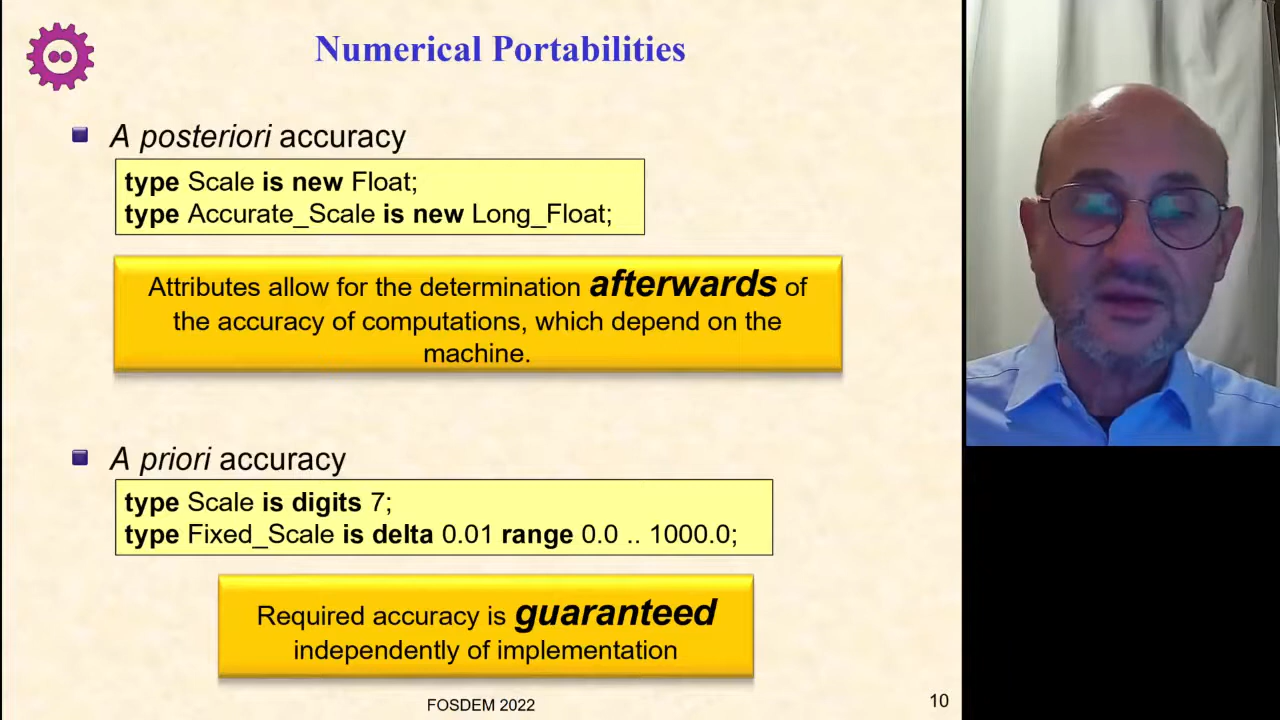 Numerical Portabilities
A posteriori accuracy
type Scale is new Float;
type Accurate_Scale is new Long_Float;
Attributes allow for the determination afterwards of
the accuracy of computations, which depend on the
machine.
A priori accuracy
type Scale is digits 7;
type Fixed_Scale is delta 0.01 range 0.0 .. 1000.0;
Required accuracy is guaranteed
independently of implementation
FOSDEM 2022
10